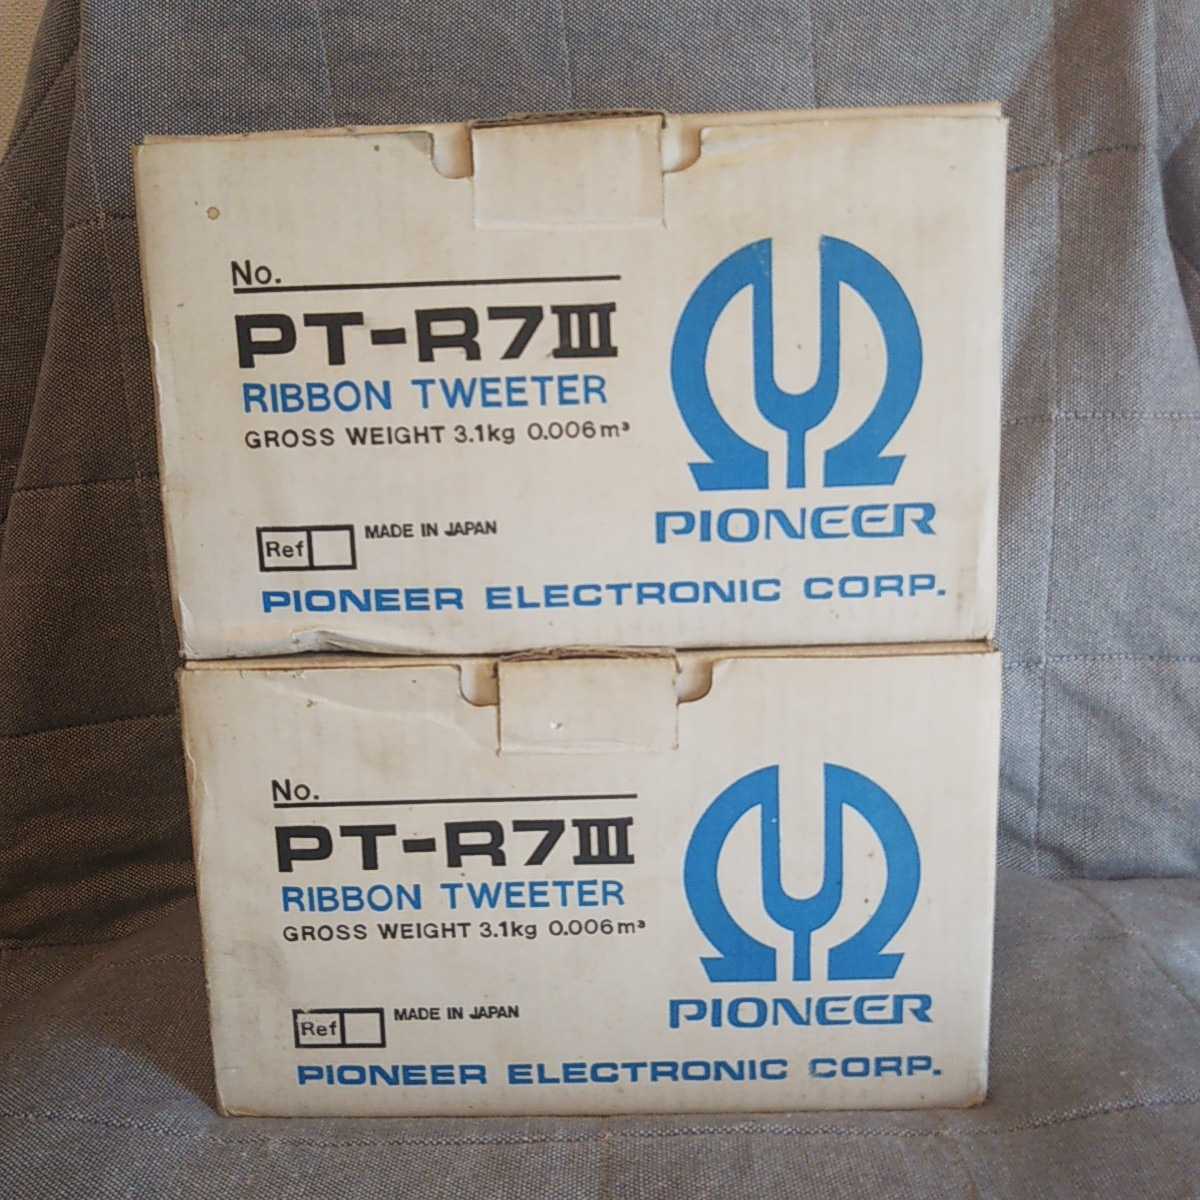 No.
PT-R7III
RIBBON TWEETER
GROSS WEIGHT 3.1kg 0.006m³
PIONEER
Ref
MADE IN JAPAN
PIONEER ELECTRONIC CORP.
No.
PT-R7III
RIBBON TWEETER
GROSS WEIGHT 3.1kg 0.006m³
PIONEER
Ref
MADE IN JAPAN
PIONEER ELECTRONIC CORP.